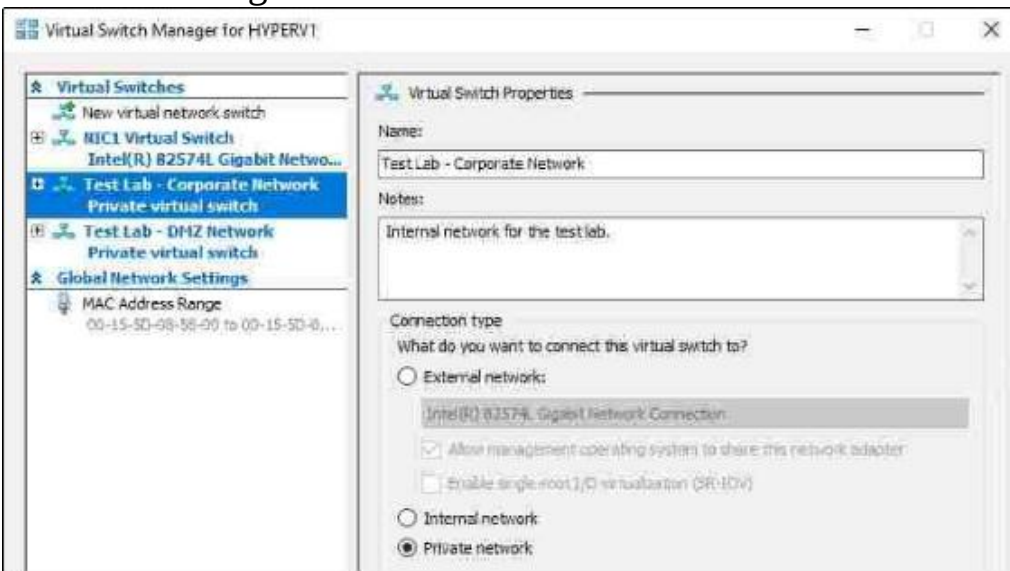 Virtual Switch Manager for HYPERV1
Virtual Switches
New virtual network switch
NIC1 Virtual Switch
Intel(R) 82574L Gigabit Netwo...
Test Lab - Corporate Network
Private virtual switch
Test Lab - DMZ Network
Private virtual switch
Global Network Settings
MAC Address Range
00-15-5D-08-56-00 to 00-15-5D-0...
Virtual Switch Properties
Name:
Test Lab - Corporate Network
Notes:
Internal network for the test lab.
Connection type
What do you want to connect this virtual switch to?
External network:
Intel(R) 82574L Gigabit Network Connection
Allow management operating system to share this network adapter
Enable single-root I/O virtualization (SR-IOV)
Internal network
Private network